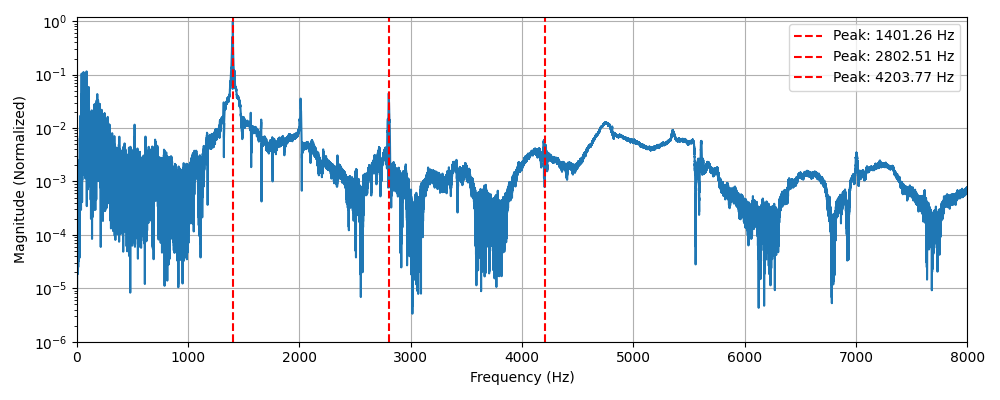 10⁰
10⁻¹
10⁻²
10⁻³
10⁻⁴
10⁻⁵
10⁻⁶
Magnitude (Normalized)
Peak: 1401.26 Hz
Peak: 2802.51 Hz
Peak: 4203.77 Hz
0 1000 2000 3000 4000 5000 6000 7000 8000
Frequency (Hz)